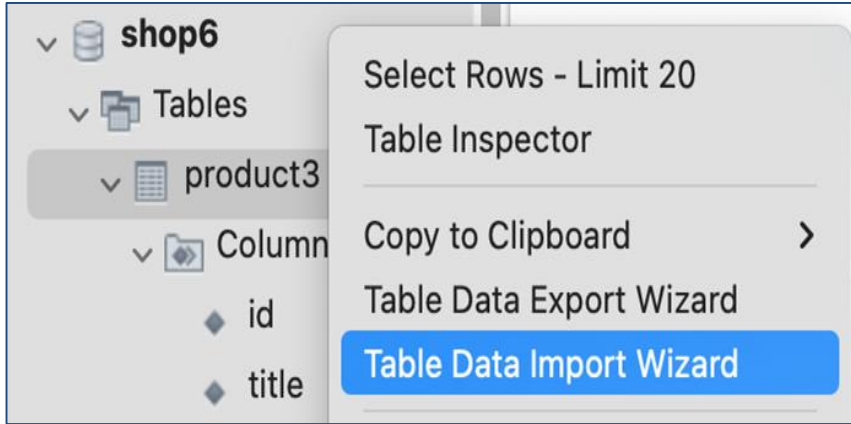 shop6
Tables
product3
Column
id
title
Select Rows - Limit 20
Table Inspector
Copy to Clipboard
Table Data Export Wizard
Table Data Import Wizard